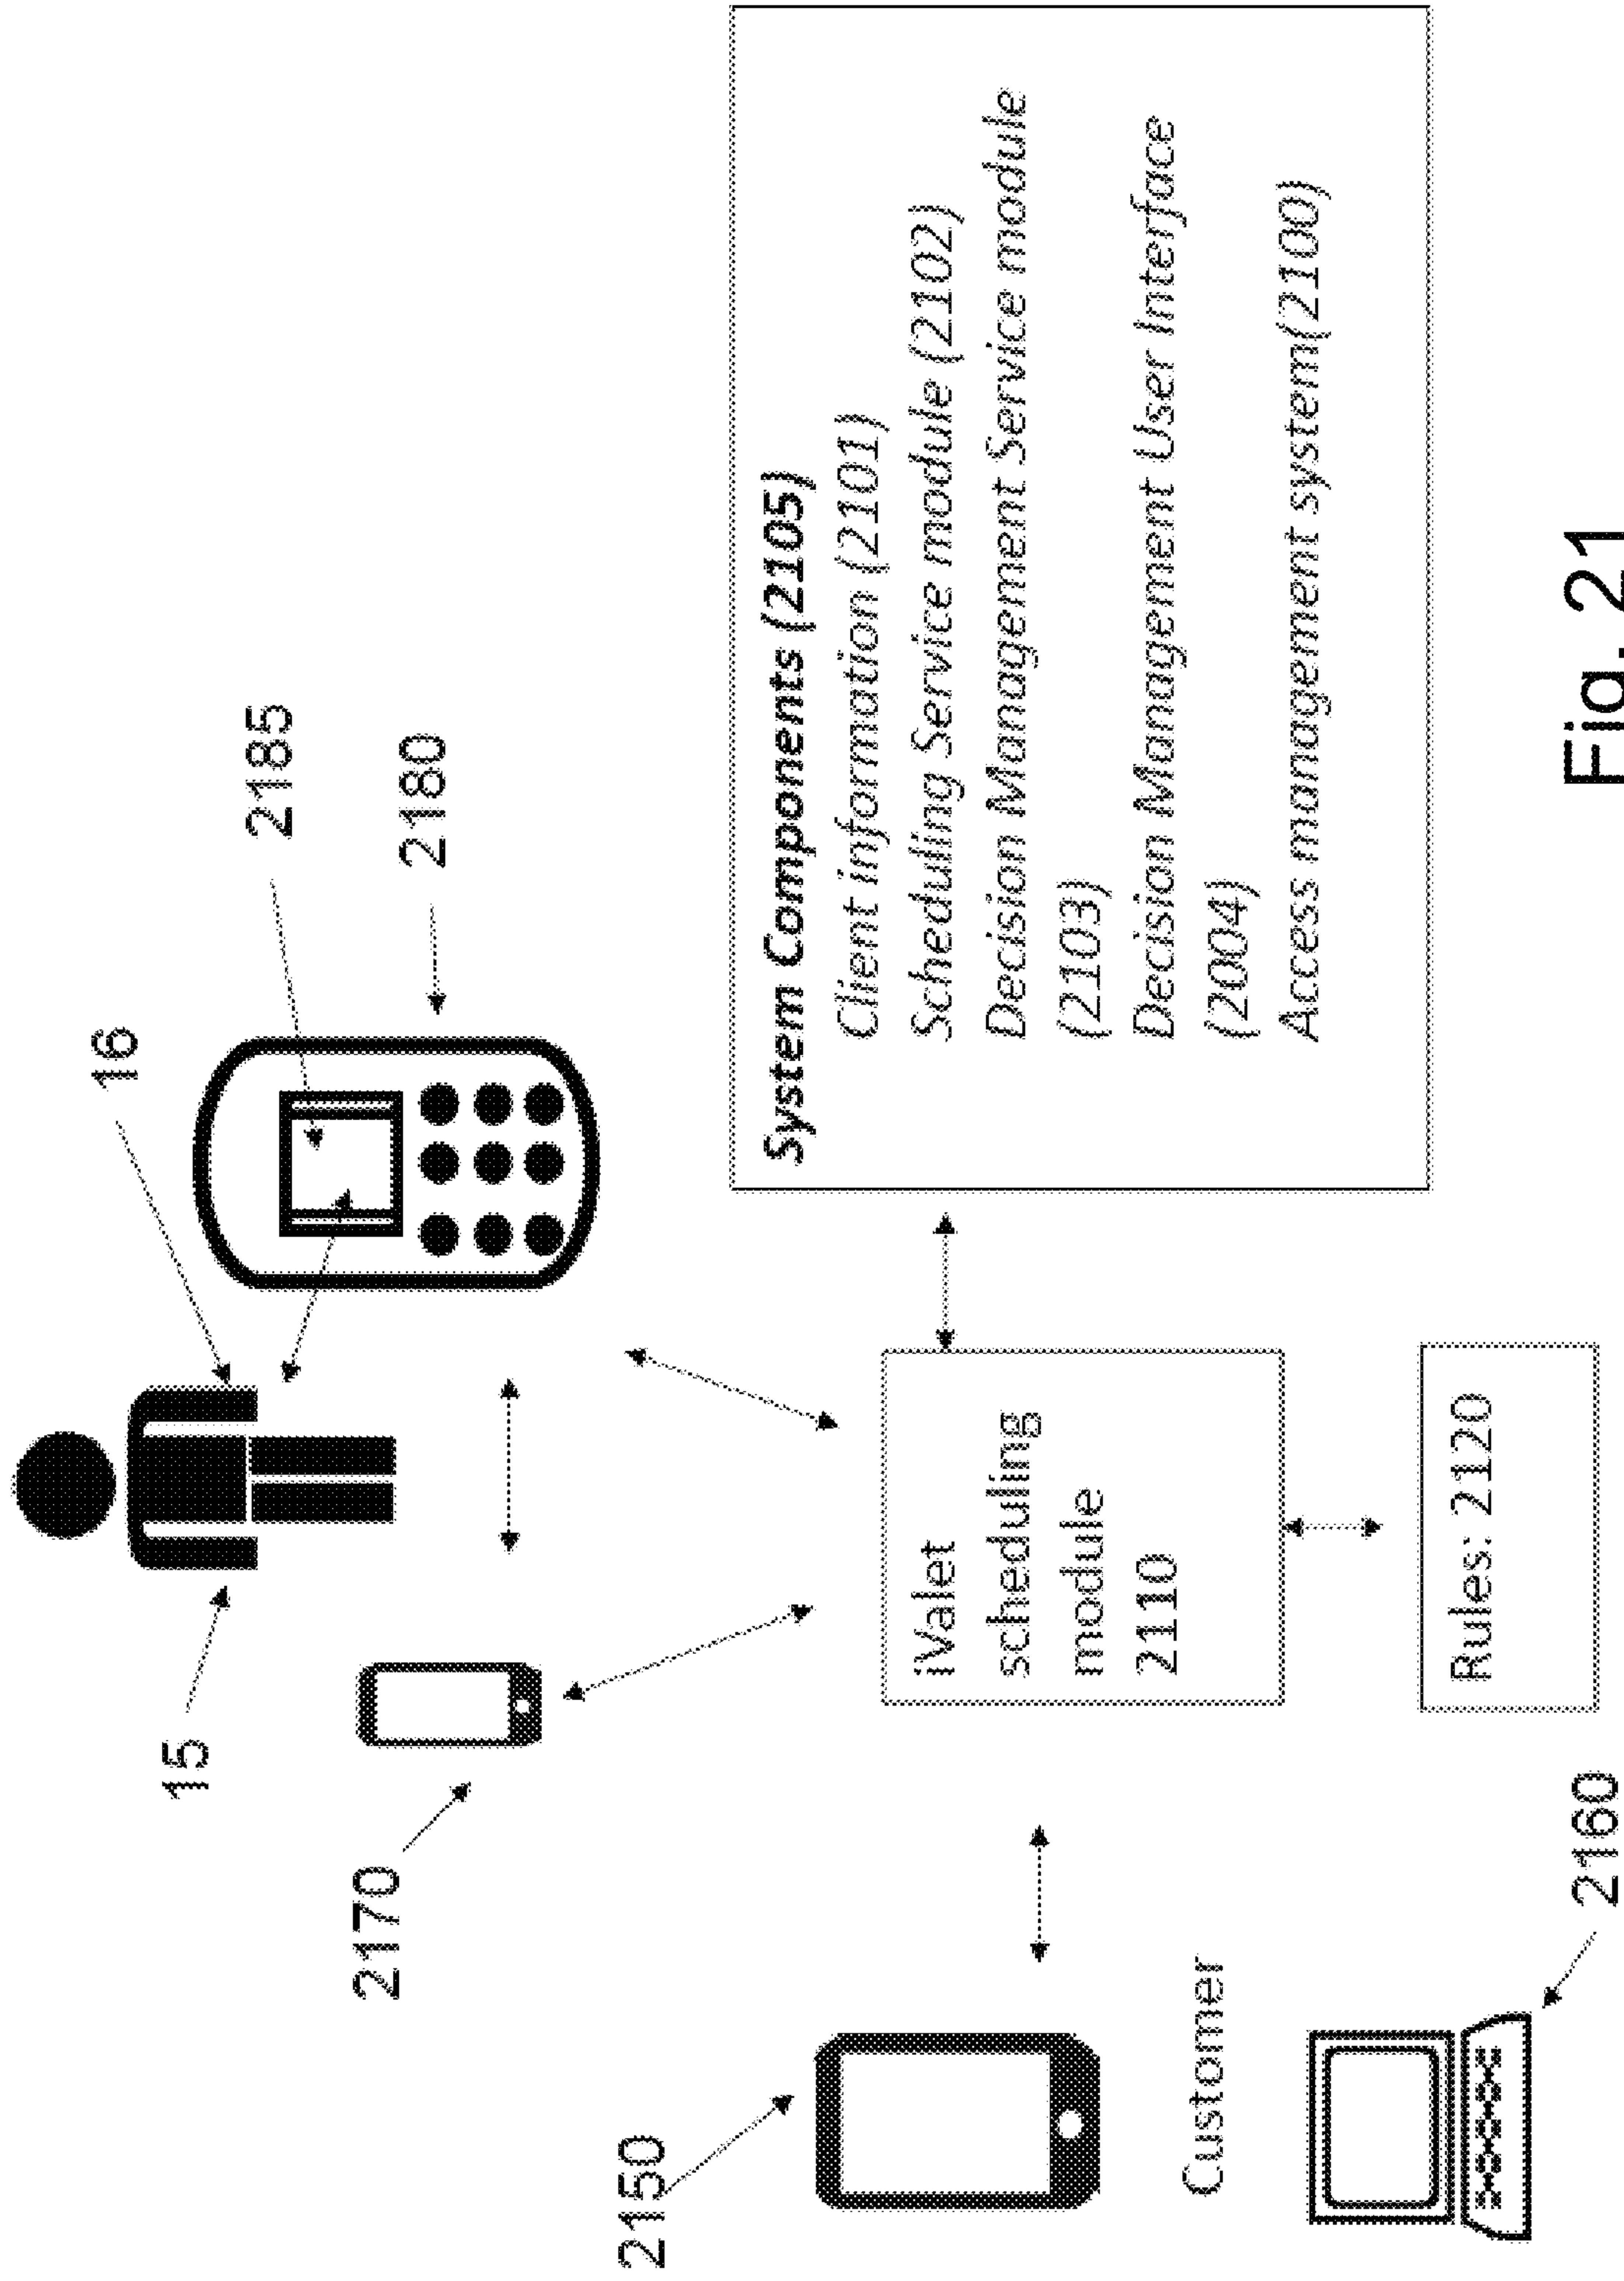 16
2185
15
2180
2170
2150
System Components (2105)
Client information (2101)
Scheduling Service module (2102)
Decision Management Service module
(2103)
Decision Management User Interface
(2004)
Access management system(2100)
iValet
scheduling
module
2110
Customer
Rules: 2120
2160
Fig. 21